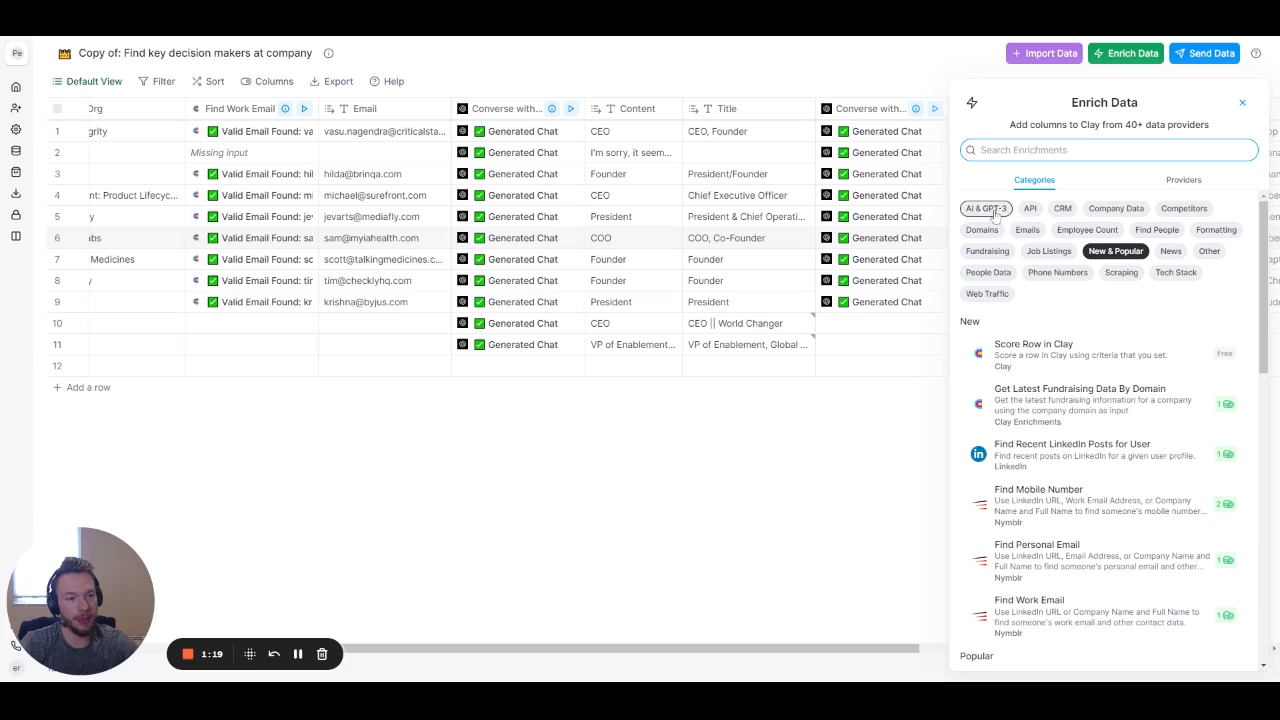 Pe
Copy of: Find key decision makers at company
Import Data
Enrich Data
Send Data
Default View
Filter
Sort
Columns
Export
Help
Org
Find Work Email
Email
Converse with...
Content
Title
Converse with...
1
grity
Valid Email Found: va
vasu.nagendra@criticalsta...
Generated Chat
CEO
CEO, Founder
Generated Chat
2
Missing input
Generated Chat
I'm sorry, it seem...
Generated Chat
3
Valid Email Found: hil
hilda@brinqa.com
Generated Chat
Founder
President/Founder
Generated Chat
4
nt: Product Lifecyc...
Valid Email Found: mi
michael@surefront.com
Generated Chat
CEO
Chief Executive Officer
Generated Chat
5
y
Valid Email Found: je
jevarts@mediafly.com
Generated Chat
President
President & Chief Operati...
Generated Chat
6
abs
Valid Email Found: sa
sam@myiahealth.com
Generated Chat
COO
COO, Co-Founder
Generated Chat
7
Medicines
Valid Email Found: sc
scott@talkingmedicines.co...
Generated Chat
Founder
Founder
Generated Chat
8
Valid Email Found: tir
tim@checklyhq.com
Generated Chat
Founder
Founder
Generated Chat
9
Valid Email Found: kr
krishna@byjus.com
Generated Chat
President
President
Generated Chat
10
Generated Chat
CEO
CEO || World Changer
11
Generated Chat
VP of Enablement...
VP of Enablement, Global ...
12
Add a row
Enrich Data
Add columns to Clay from 40+ data providers
Search Enrichments
Categories
Providers
AI & GPT-3
API
CRM
Company Data
Competitors
Domains
Emails
Employee Count
Find People
Formatting
Fundraising
Job Listings
New & Popular
News
Other
People Data
Phone Numbers
Scraping
Tech Stack
Web Traffic
New
Score Row in Clay
Score a row in Clay using criteria that you set.
Clay
Free
Get Latest Fundraising Data By Domain
Get the latest fundraising information for a company
using the company domain as input
Clay Enrichments
1
Find Recent LinkedIn Posts for User
Find recent posts on LinkedIn for a given user profile.
LinkedIn
1
Find Mobile Number
Use LinkedIn URL, Work Email Address, or Company
Name and Full Name to find someone's mobile number...
Nymblr
2
Find Personal Email
Use LinkedIn URL, Email Address, or Company Name and
Full Name to find someone's personal email and other...
Nymblr
1
Find Work Email
Use LinkedIn URL or Company Name and Full Name to
find someone's work email and other contact data.
Nymblr
1
Popular
1:19
er